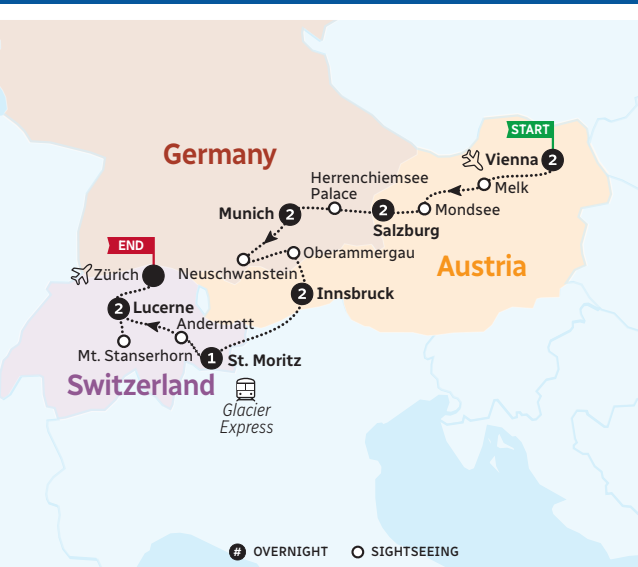 START
Germany
Vienna 2
Melk
Herrenchiemsee
Palace
Munich 2
2
Mondsee
Salzburg
Oberammergau
Austria
END
Neuschwanstein
Zürich
2 Innsbruck
2 Lucerne
Andermatt
Mt. Stanserhorn
1 St. Moritz
Switzerland
Glacier
Express
# OVERNIGHT SIGHTSEEING